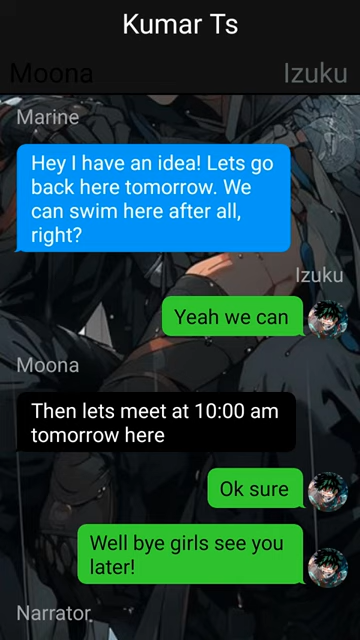 Kumar Ts
Moona Izuku
Marine
Hey I have an idea! Lets go
back here tomorrow. We
can swim here after all,
right?
Izuku
Yeah we can
Moona
Then lets meet at 10:00 am
tomorrow here
Ok sure
Well bye girls see you
later!
Narrator